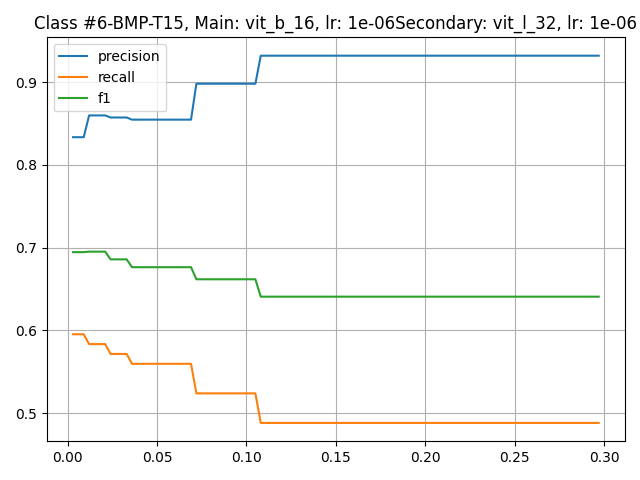 Class #6-BMP-T15, Main: vit_b_16, lr: 1e-06Secondary: vit_l_32, lr: 1e-06
precision
recall
f1
0.9
0.8
0.7
0.6
0.5
0.00 0.05 0.10 0.15 0.20 0.25 0.30